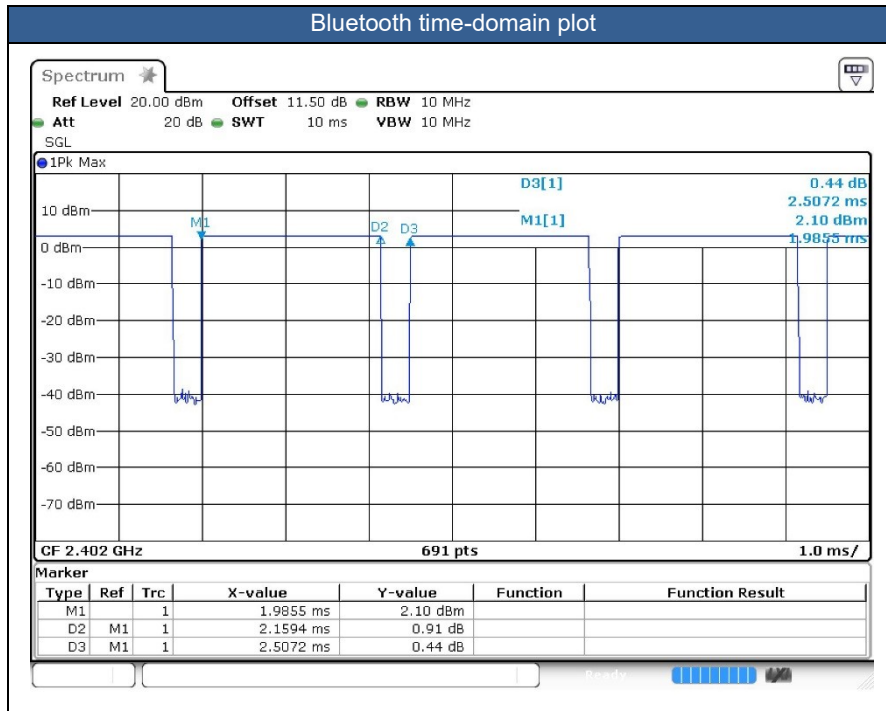 Bluetooth time-domain plot
Spectrum
Ref Level 20.00 dBm Offset 11.50 dB RBW 10 MHz
Att 20 dB SWT 10 ms VBW 10 MHz
SGL
1Pk Max
D3[1] 0.44 dB
2.5072 ms
M1[1] 2.10 dBm
1.9855 ms
10 dBm
M1
D2 D3
0 dBm
-10 dBm
-20 dBm
-30 dBm
-40 dBm
-50 dBm
-60 dBm
-70 dBm
CF 2.402 GHz 691 pts 1.0 ms/
Marker
Type Ref Trc X-value Y-value Function Function Result
M1 1 1.9855 ms 2.10 dBm
D2 M1 1 2.1594 ms 0.91 dB
D3 M1 1 2.5072 ms 0.44 dB
Ready